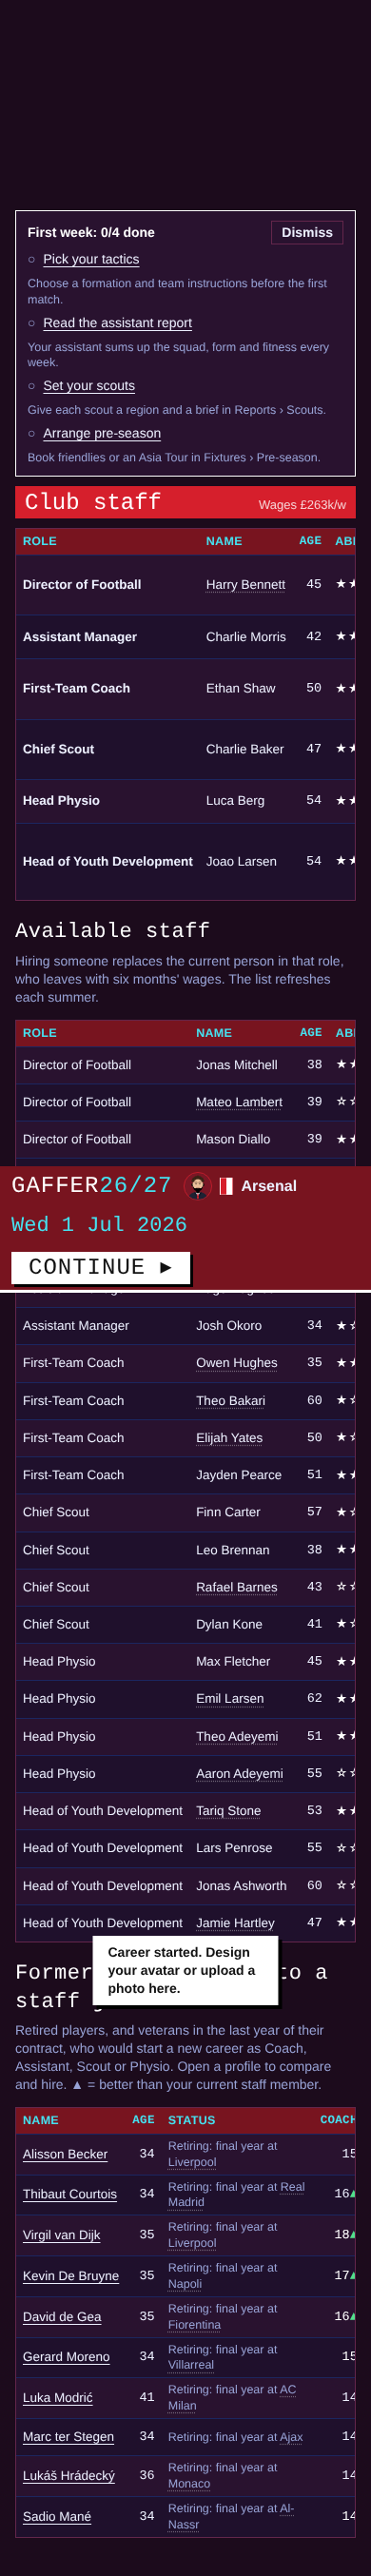 First week: 0/4 done Dismiss
○ Pick your tactics
Choose a formation and team instructions before the first
match.
○ Read the assistant report
Your assistant sums up the squad, form and fitness every
week.
○ Set your scouts
Give each scout a region and a brief in Reports › Scouts.
○ Arrange pre-season
Book friendlies or an Asia Tour in Fixtures › Pre-season.
Club staff Wages £263k/w
ROLE NAME AGE
Director of Football Harry Bennett 45 ★
Assistant Manager Charlie Morris 42 ★
First-Team Coach Ethan Shaw 50 ★
Chief Scout Charlie Baker 47 ★
Head Physio Luca Berg 54 ★
Head of Youth Development Joao Larsen 54 ★
Available staff
Hiring someone replaces the current person in that role,
who leaves with six months' wages. The list refreshes
each summer.
ROLE NAME AGE
Director of Football Jonas Mitchell 38 ★
Director of Football Mateo Lambert 39 ☆
Director of Football Mason Diallo 39 ★
GAFFER26/27 Arsenal
Wed 1 Jul 2026
CONTINUE ►
Assistant Manager Josh Okoro 34 ★
First-Team Coach Owen Hughes 35 ★
First-Team Coach Theo Bakari 60 ★
First-Team Coach Elijah Yates 50 ★
First-Team Coach Jayden Pearce 51 ★
Chief Scout Finn Carter 57 ★
Chief Scout Leo Brennan 38 ★
Chief Scout Rafael Barnes 43 ☆
Chief Scout Dylan Kone 41 ★
Head Physio Max Fletcher 45 ★
Head Physio Emil Larsen 62 ★
Head Physio Theo Adeyemi 51 ★
Head Physio Aaron Adeyemi 55 ☆
Head of Youth Development Tariq Stone 53 ★
Head of Youth Development Lars Penrose 55 ☆
Head of Youth Development Jonas Ashworth 60 ☆
Head of Youth Development Jamie Hartley 47 ★
Career started. Design
your avatar or upload a
photo here.
Former to a
staff
Retired players, and veterans in the last year of their
contract, who would start a new career as Coach,
Assistant, Scout or Physio. Open a profile to compare
and hire. ▲ = better than your current staff member.
NAME AGE STATUS COACH
Alisson Becker 34 Retiring: final year at Liverpool 15
Thibaut Courtois 34 Retiring: final year at Real Madrid 16▲
Virgil van Dijk 35 Retiring: final year at Liverpool 18▲
Kevin De Bruyne 35 Retiring: final year at Napoli 17▲
David de Gea 35 Retiring: final year at Fiorentina 16▲
Gerard Moreno 34 Retiring: final year at Villarreal 15
Luka Modrić 41 Retiring: final year at AC Milan 14
Marc ter Stegen 34 Retiring: final year at Ajax 14
Lukáš Hrádecký 36 Retiring: final year at Monaco 14
Sadio Mané 34 Retiring: final year at Al-Nassr 14